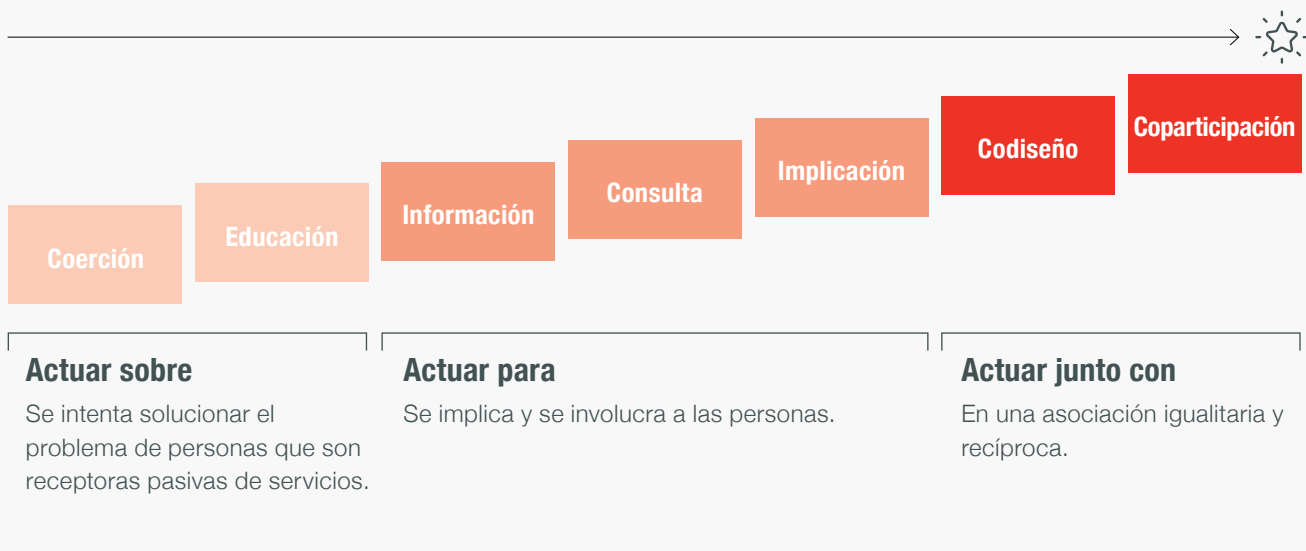 Coerción
Educación
Información
Consulta
Implicación
Codiseño
Coparticipación
Actuar sobre
Se intenta solucionar el
problema de personas que son
receptoras pasivas de servicios.
Actuar para
Se implica y se involucra a las personas.
Actuar junto con
En una asociación igualitaria y
recíproca.